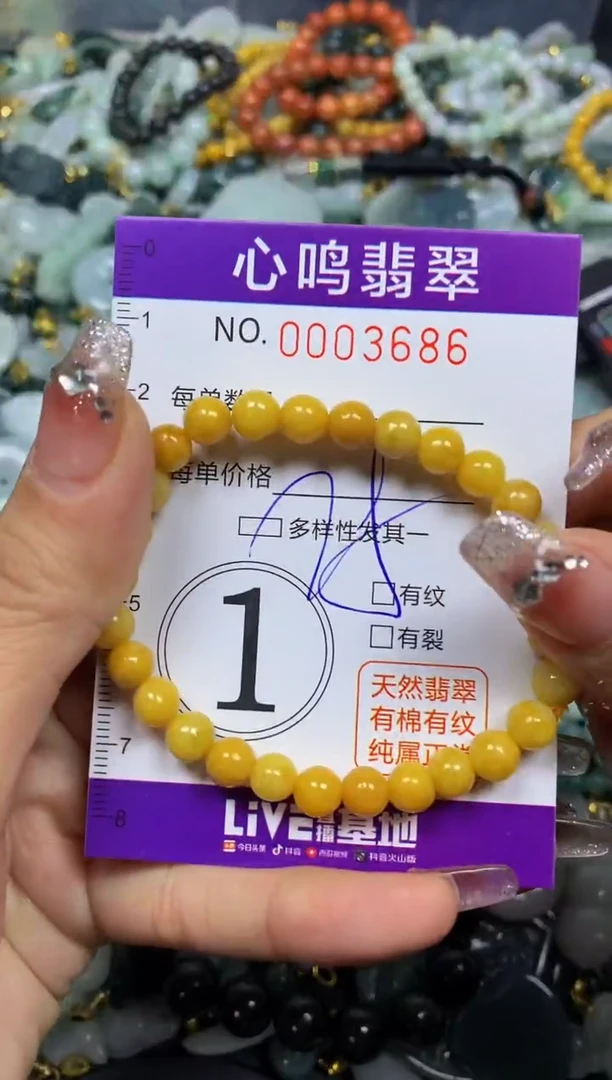 心鸣翡翠
0
1
NO. 0003686
2
每单数
每单价格
多样性发其一
5
1
有纹
有裂
天然翡翠
有棉有纹
纯属正
7
8
LIVE直播基地
今日头条 抖音 西瓜视频 抖音火山版